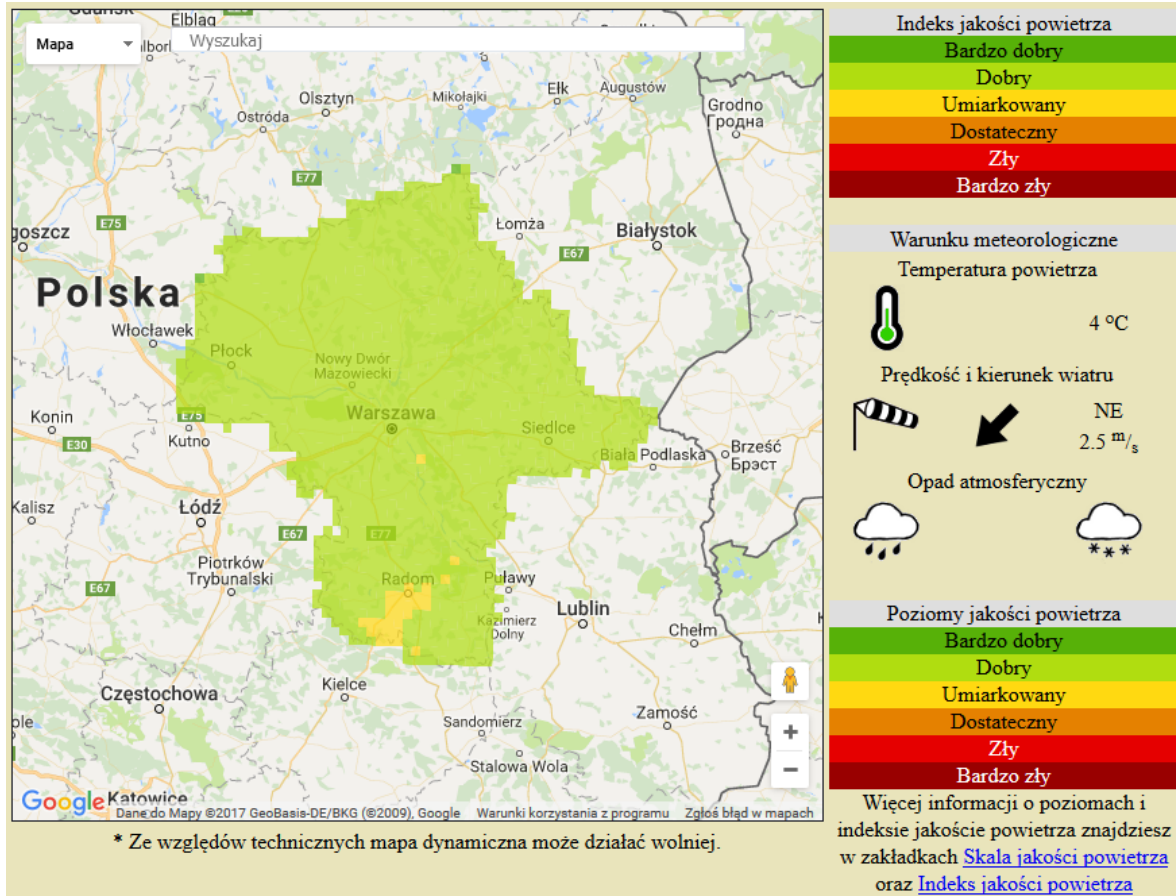 Gdańsk
Elbląg
Mapa
Wyszukaj
Malbork
Olsztyn
Ostróda
Mikołajki
Ełk
Augustów
Grodno
Гродна
E77
E75
goszcz
Łomża
Białystok
E67
Polska
Włocławek
Płock
Nowy Dwór
Mazowiecki
Warszawa
Konin
E75
Kutno
E30
Siedlce
Biała Podlaska
Brześć
Брэст
Kalisz
Łódź
E67
E77
Piotrków
Trybunalski
E67
Radom
Puławy
Kazimierz
Dolny
Lublin
Chełm
Kielce
Częstochowa
Zamość
Sandomierz
Stalowa Wola
ole
+
−
Google
Katowice
Dane do Mapy ©2017 GeoBasis-DE/BKG (©2009), Google Warunki korzystania z programu Zgłoś błąd w mapach
* Ze względów technicznych mapa dynamiczna może działać wolniej.
Indeks jakości powietrza
Bardzo dobry
Dobry
Umiarkowany
Dostateczny
Zły
Bardzo zły
Warunku meteorologiczne
Temperatura powietrza
4 °C
Prędkość i kierunek wiatru
NE
2.5 m/s
Opad atmosferyczny
Poziomy jakości powietrza
Bardzo dobry
Dobry
Umiarkowany
Dostateczny
Zły
Bardzo zły
Więcej informacji o poziomach i
indeksie jakoście powietrza znajdziesz
w zakładkach Skala jakości powietrza
oraz Indeks jakości powietrza